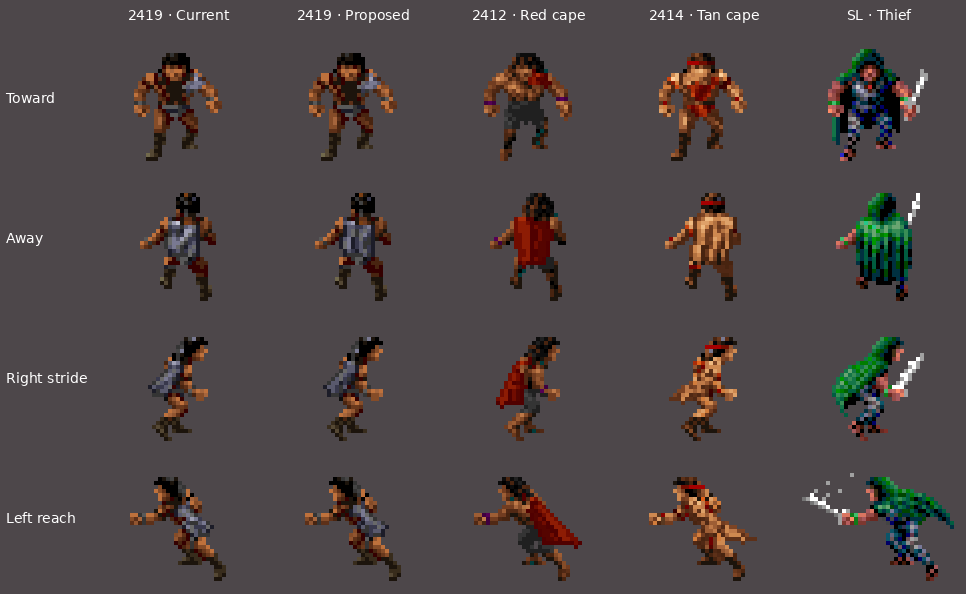 2419 · Current
2419 · Proposed
2412 · Red cape
2414 · Tan cape
SL · Thief
Toward
Away
Right stride
Left reach